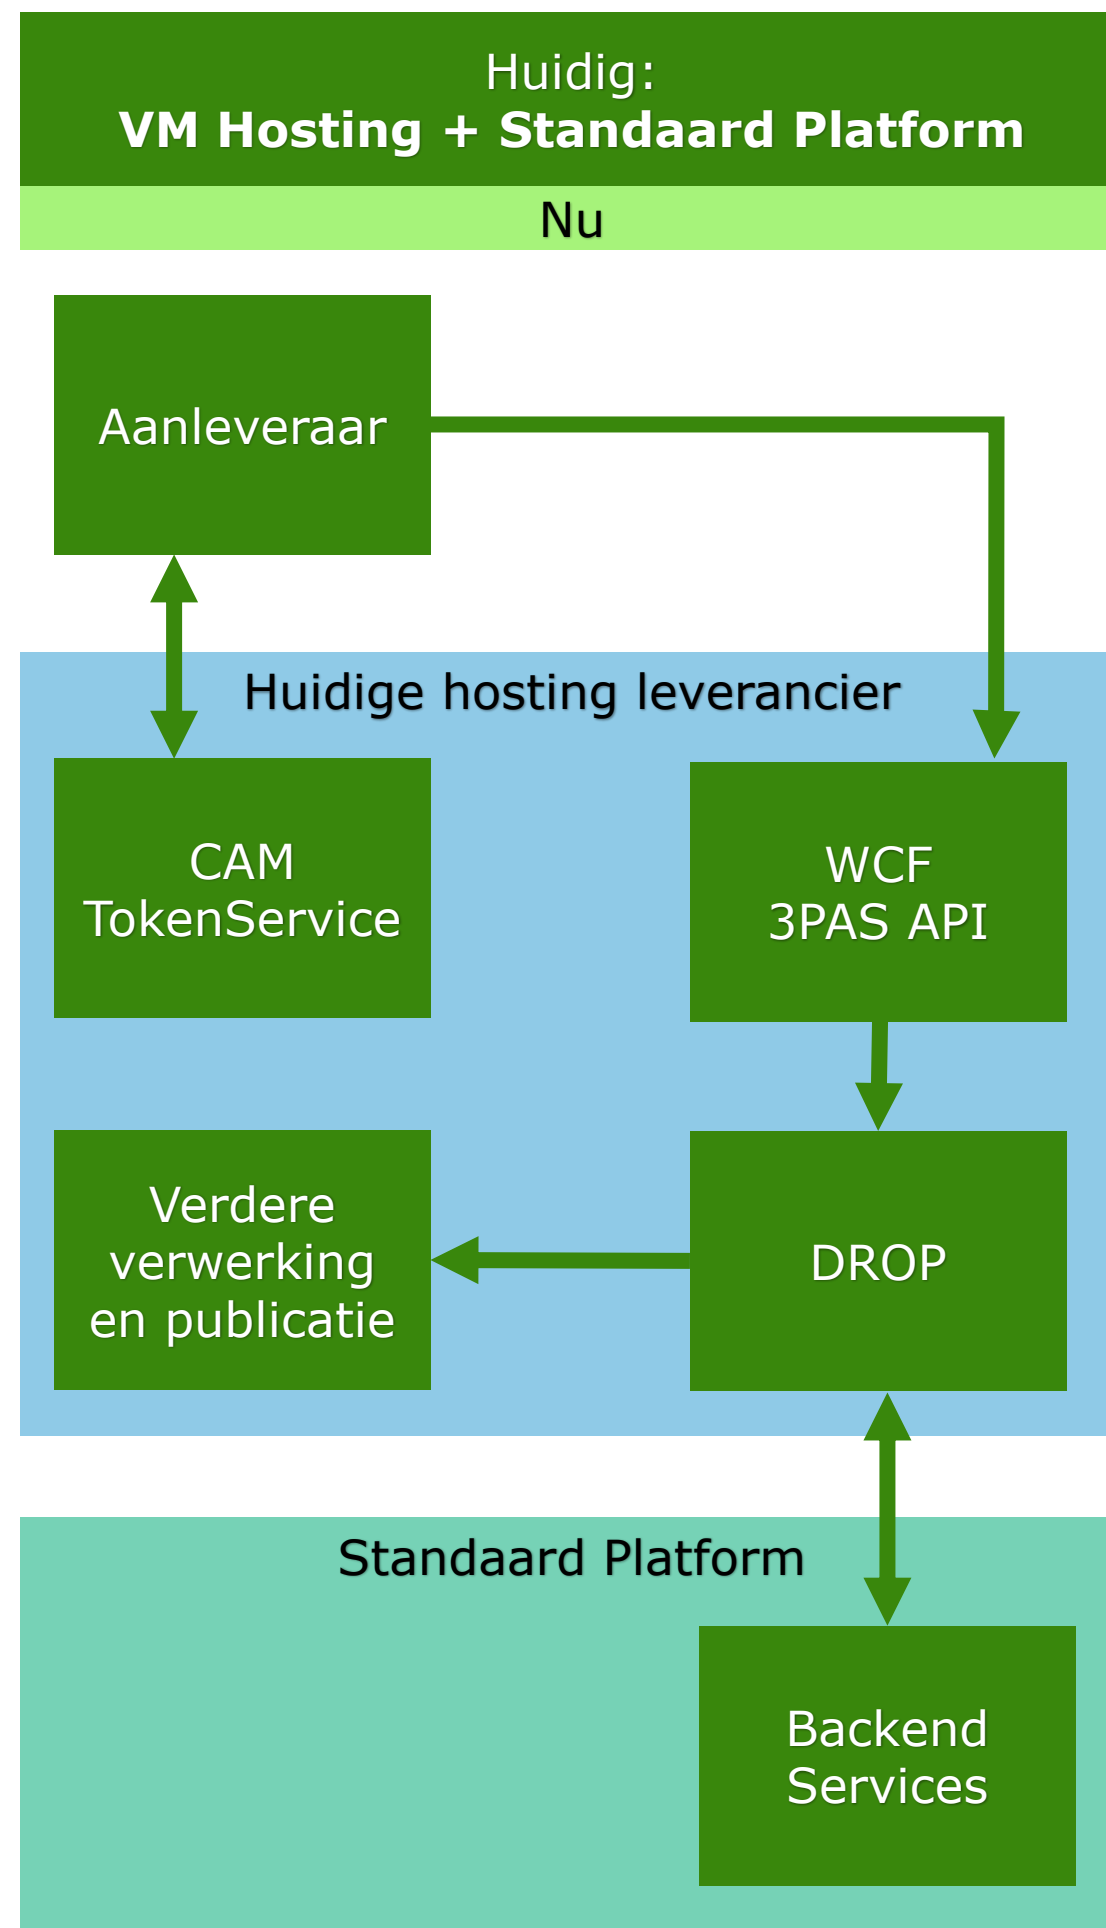 Huidig:
VM Hosting + Standaard Platform
Nu
Aanleveraar
Huidige hosting leverancier
CAM
TokenService
WCF
3PAS API
Verdere
verwerking
en publicatie
DROP
Standaard Platform
Backend
Services